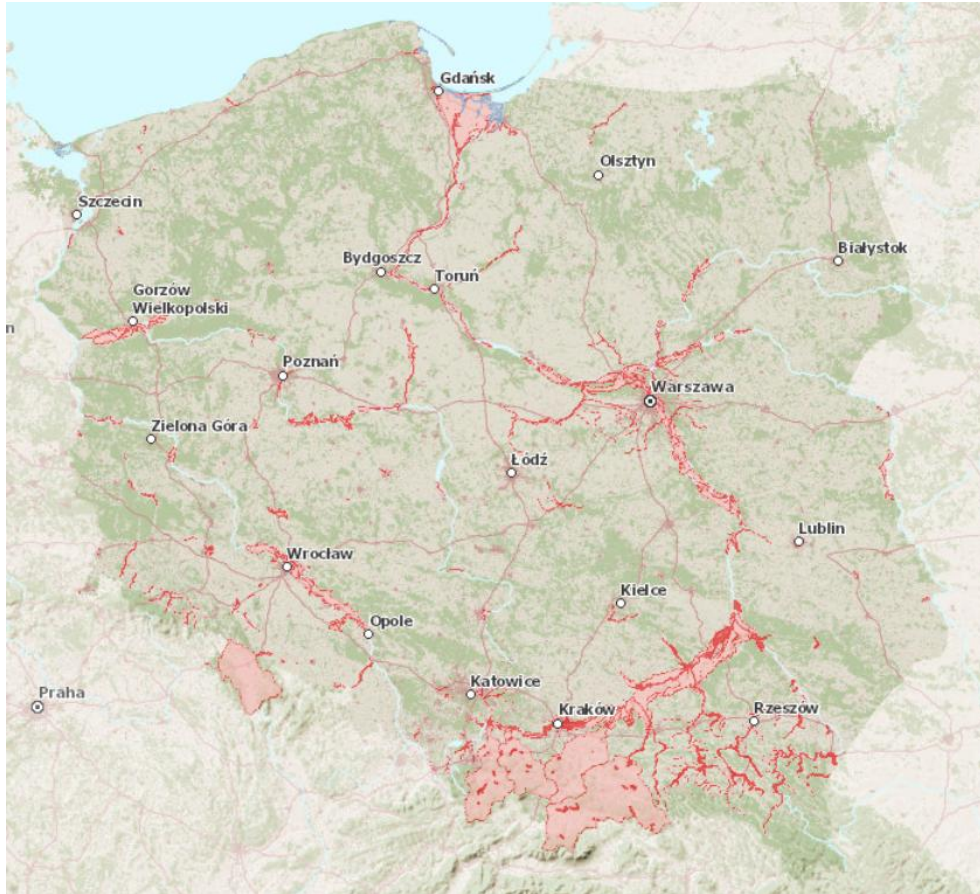 Gdańsk
Olsztyn
Szczecin
Białystok
Bydgoszcz
Toruń
Gorzów
Wielkopolski
n
Poznań
Warszawa
Zielona Góra
Łódź
Lublin
Wrocław
Kielce
Opole
Katowice
Praha
Kraków
Rzeszów